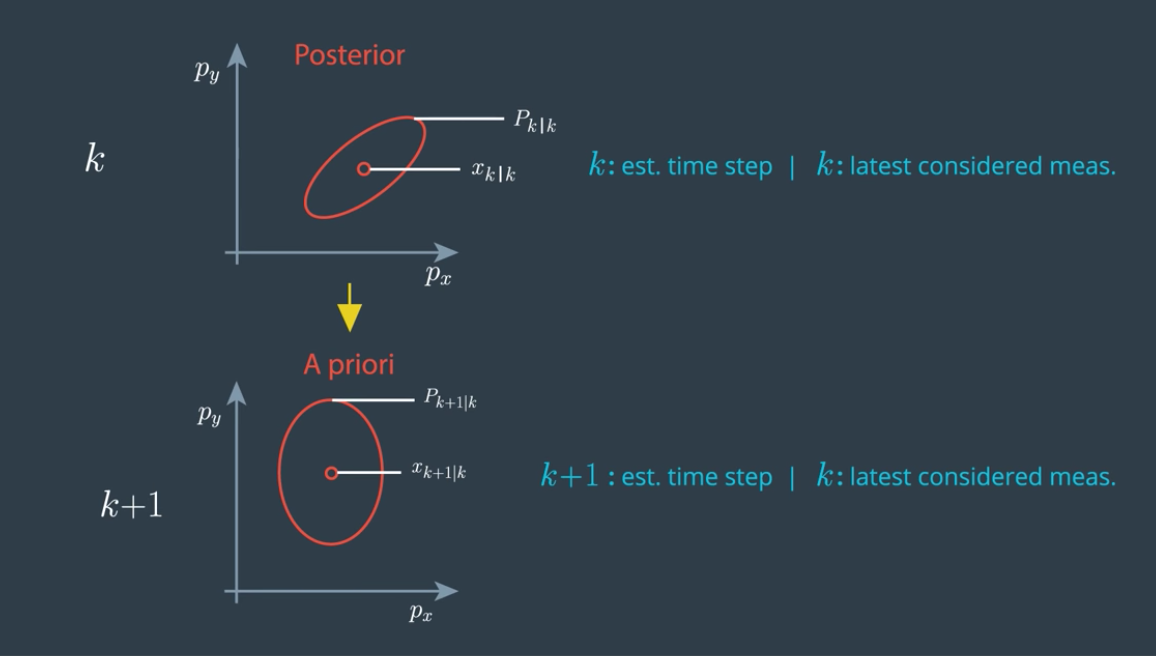 Posterior
p_y
P_{k|k}
k
x_{k|k}
k: est. time step | k: latest considered meas.
p_x
A priori
P_{k+1|k}
p_y
x_{k+1|k}
k+1 : est. time step | k: latest considered meas.
k+1
p_x